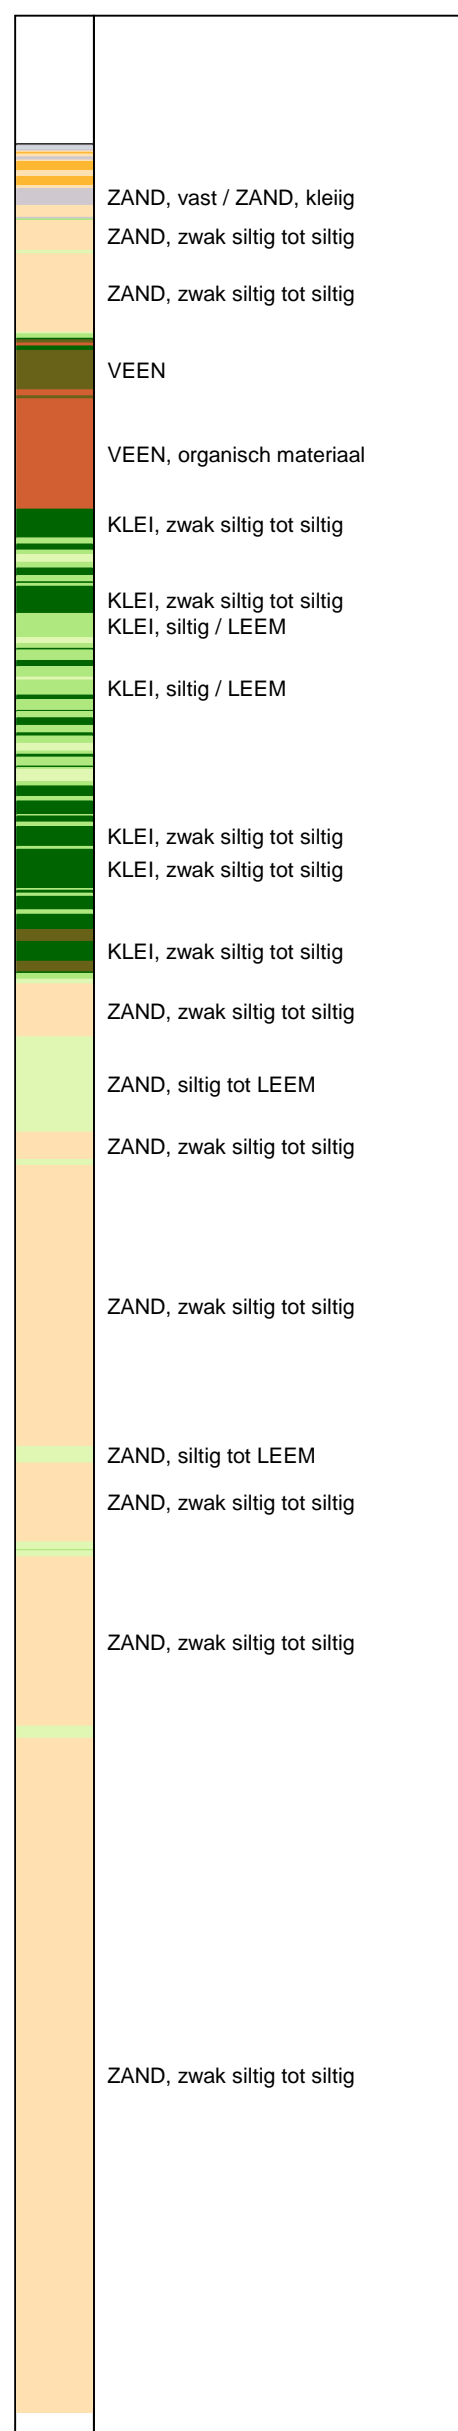 ZAND, vast / ZAND, kleiig
ZAND, zwak siltig tot siltig
ZAND, zwak siltig tot siltig
VEEN
VEEN, organisch materiaal
KLEI, zwak siltig tot siltig
KLEI, zwak siltig tot siltig
KLEI, siltig / LEEM
KLEI, siltig / LEEM
KLEI, zwak siltig tot siltig
KLEI, zwak siltig tot siltig
KLEI, zwak siltig tot siltig
ZAND, zwak siltig tot siltig
ZAND, siltig tot LEEM
ZAND, zwak siltig tot siltig
ZAND, zwak siltig tot siltig
ZAND, siltig tot LEEM
ZAND, zwak siltig tot siltig
ZAND, zwak siltig tot siltig
ZAND, zwak siltig tot siltig